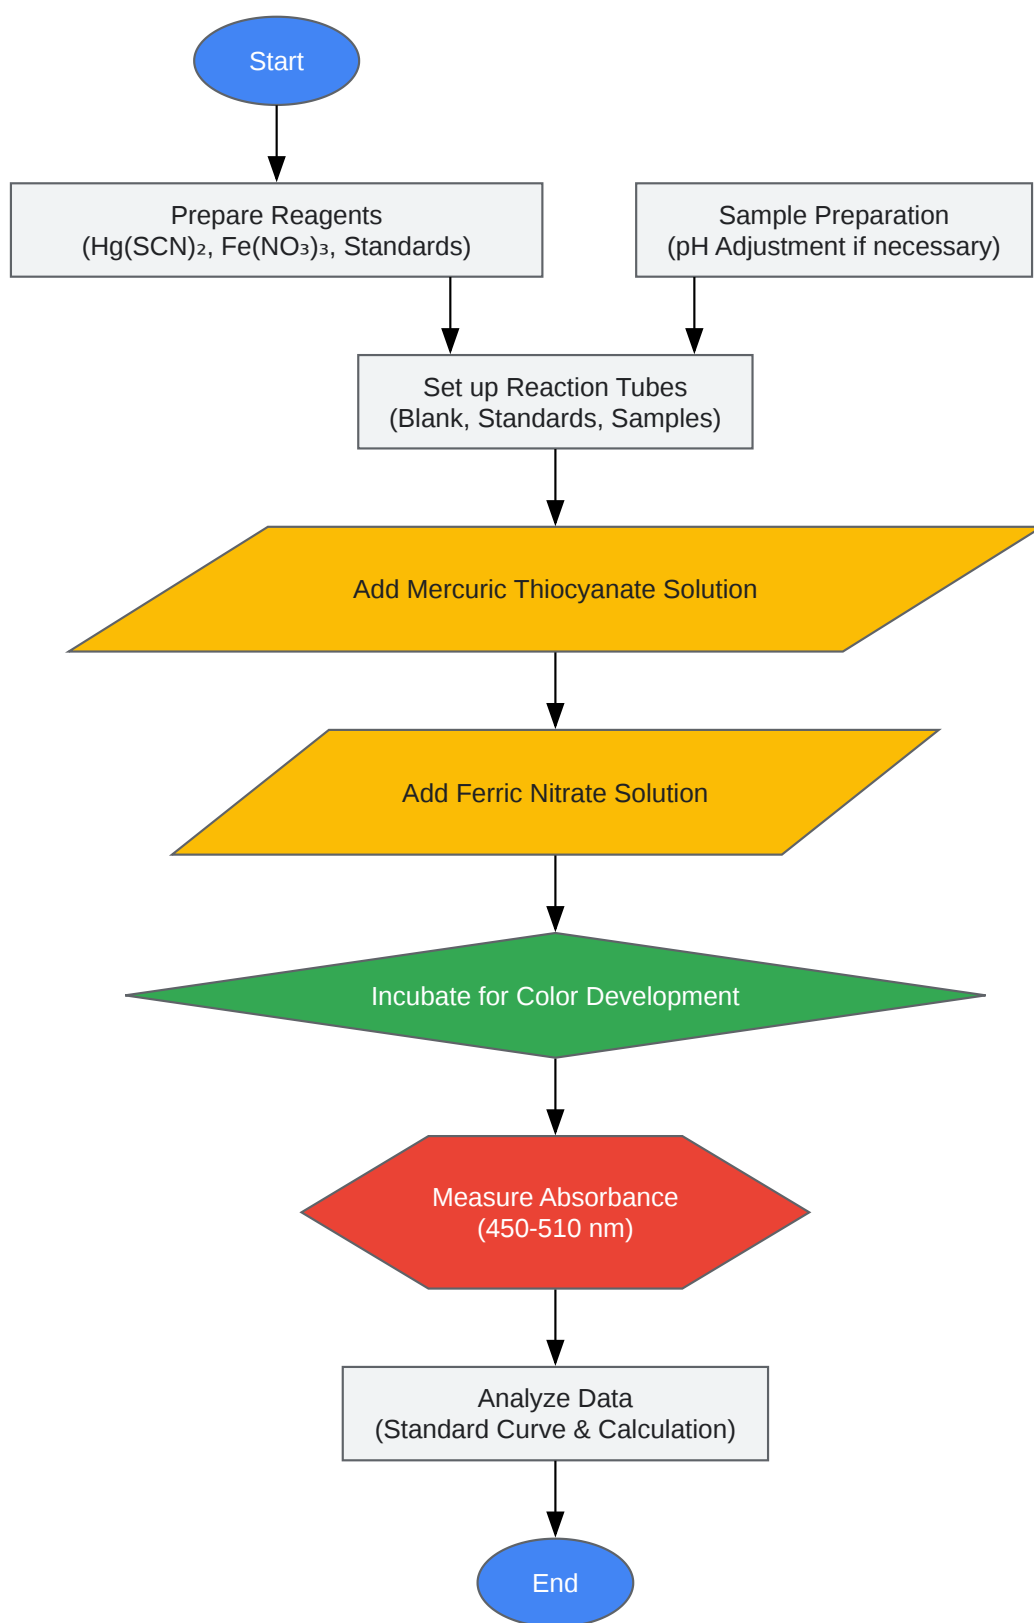 Start
Prepare Reagents
(Hg(SCN)₂, Fe(NO₃)₃, Standards)
Sample Preparation
(pH Adjustment if necessary)
Set up Reaction Tubes
(Blank, Standards, Samples)
Add Mercuric Thiocyanate Solution
Add Ferric Nitrate Solution
Incubate for Color Development
Measure Absorbance
(450-510 nm)
Analyze Data
(Standard Curve & Calculation)
End